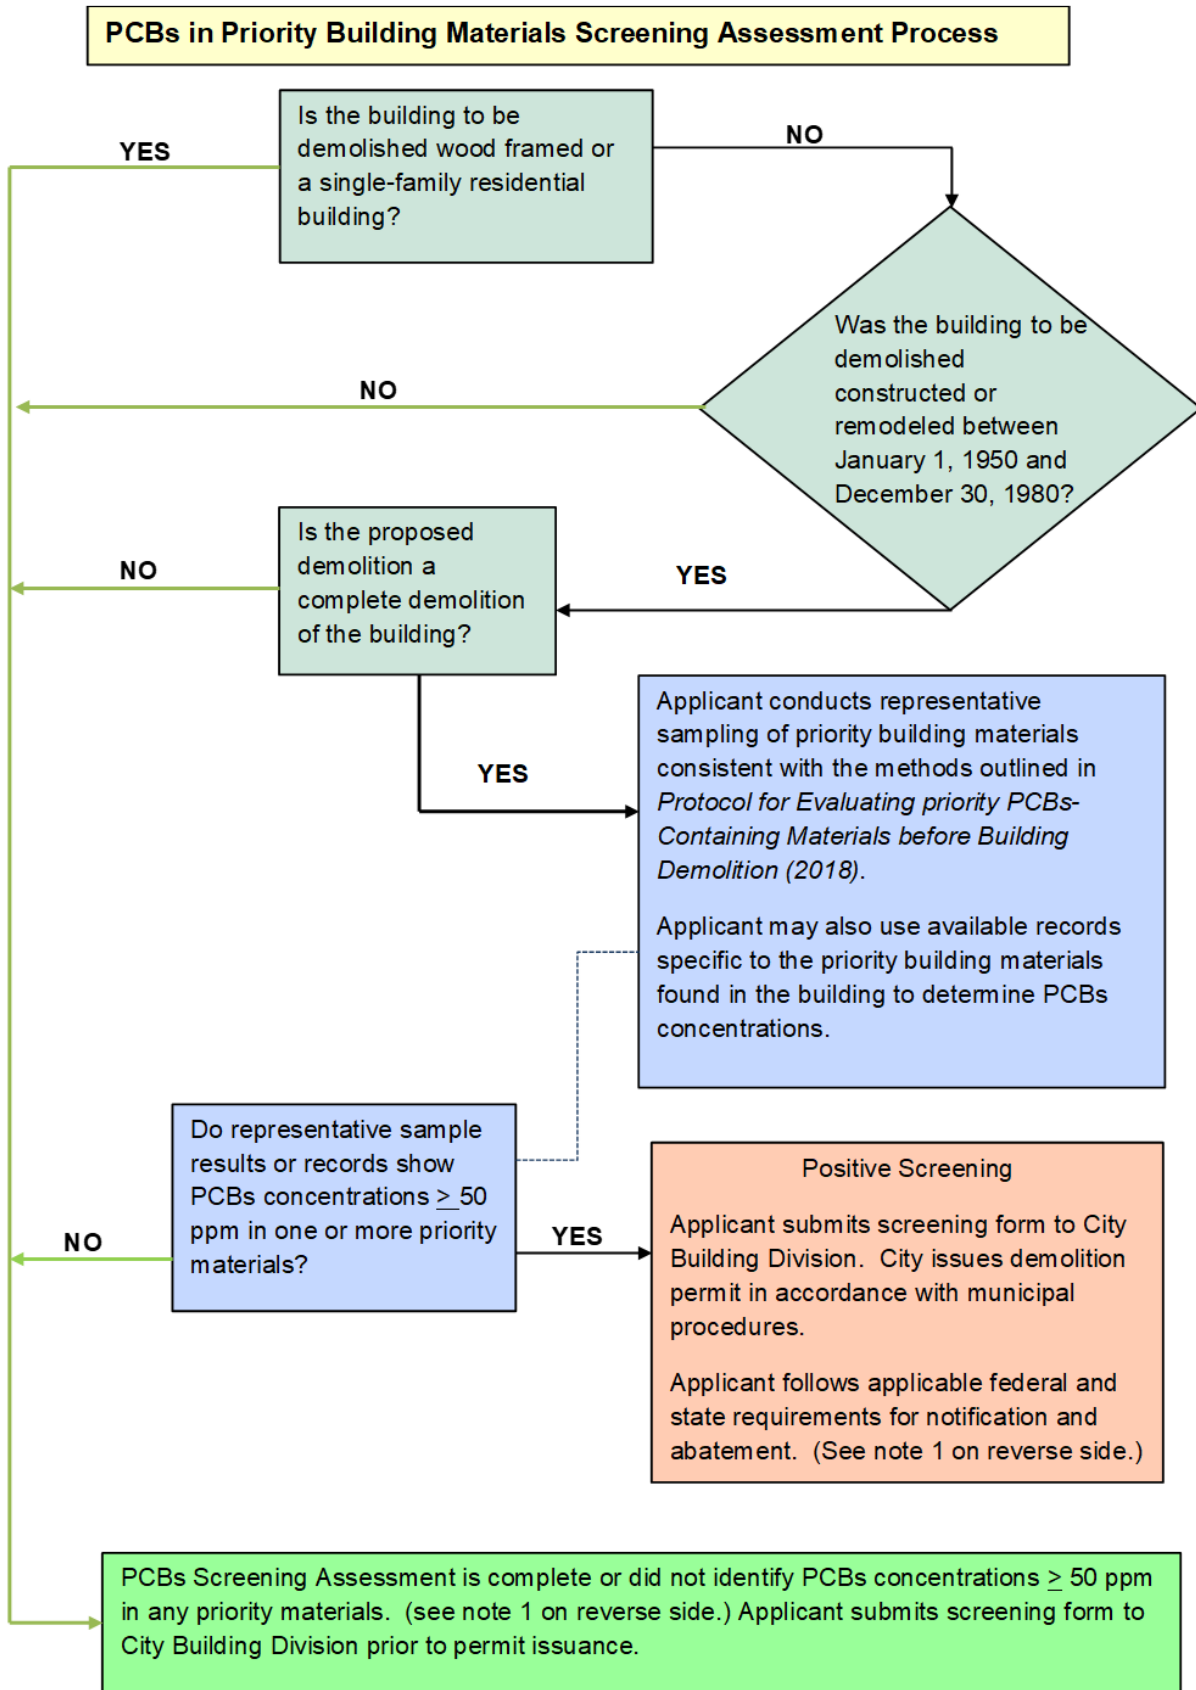 PCBs in Priority Building Materials Screening Assessment Process
Is the building to be
demolished wood framed or
a single-family residential
building?
YES
NO
Was the building to be
demolished
constructed or
remodeled between
January 1, 1950 and
December 30, 1980?
NO
Is the proposed
demolition a
complete demolition
of the building?
NO
YES
YES
Applicant conducts representative
sampling of priority building materials
consistent with the methods outlined in
Protocol for Evaluating priority PCBs-
Containing Materials before Building
Demolition (2018).
Applicant may also use available records
specific to the priority building materials
found in the building to determine PCBs
concentrations.
Do representative sample
results or records show
PCBs concentrations ≥ 50
ppm in one or more priority
materials?
NO
YES
Positive Screening
Applicant submits screening form to City
Building Division.  City issues demolition
permit in accordance with municipal
procedures.
Applicant follows applicable federal and
state requirements for notification and
abatement.  (See note 1 on reverse side.)
PCBs Screening Assessment is complete or did not identify PCBs concentrations ≥ 50 ppm
in any priority materials.  (see note 1 on reverse side.) Applicant submits screening form to
City Building Division prior to permit issuance.